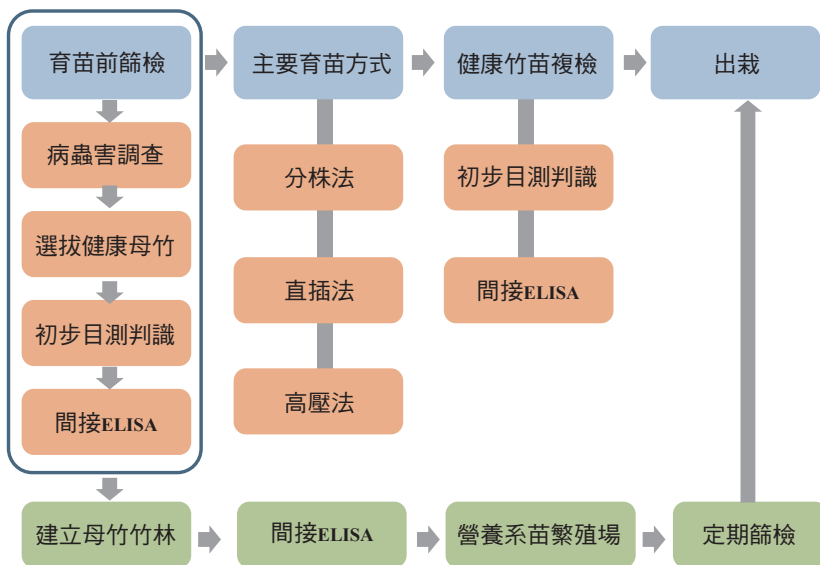 育苗前篩檢
主要育苗方式
健康竹苗複檢
出栽
病蟲害調查
選拔健康母竹
初步目測判識
間接ELISA
分株法
直插法
高壓法
初步目測判識
間接ELISA
建立母竹竹林
間接ELISA
營養系苗繁殖場
定期篩檢